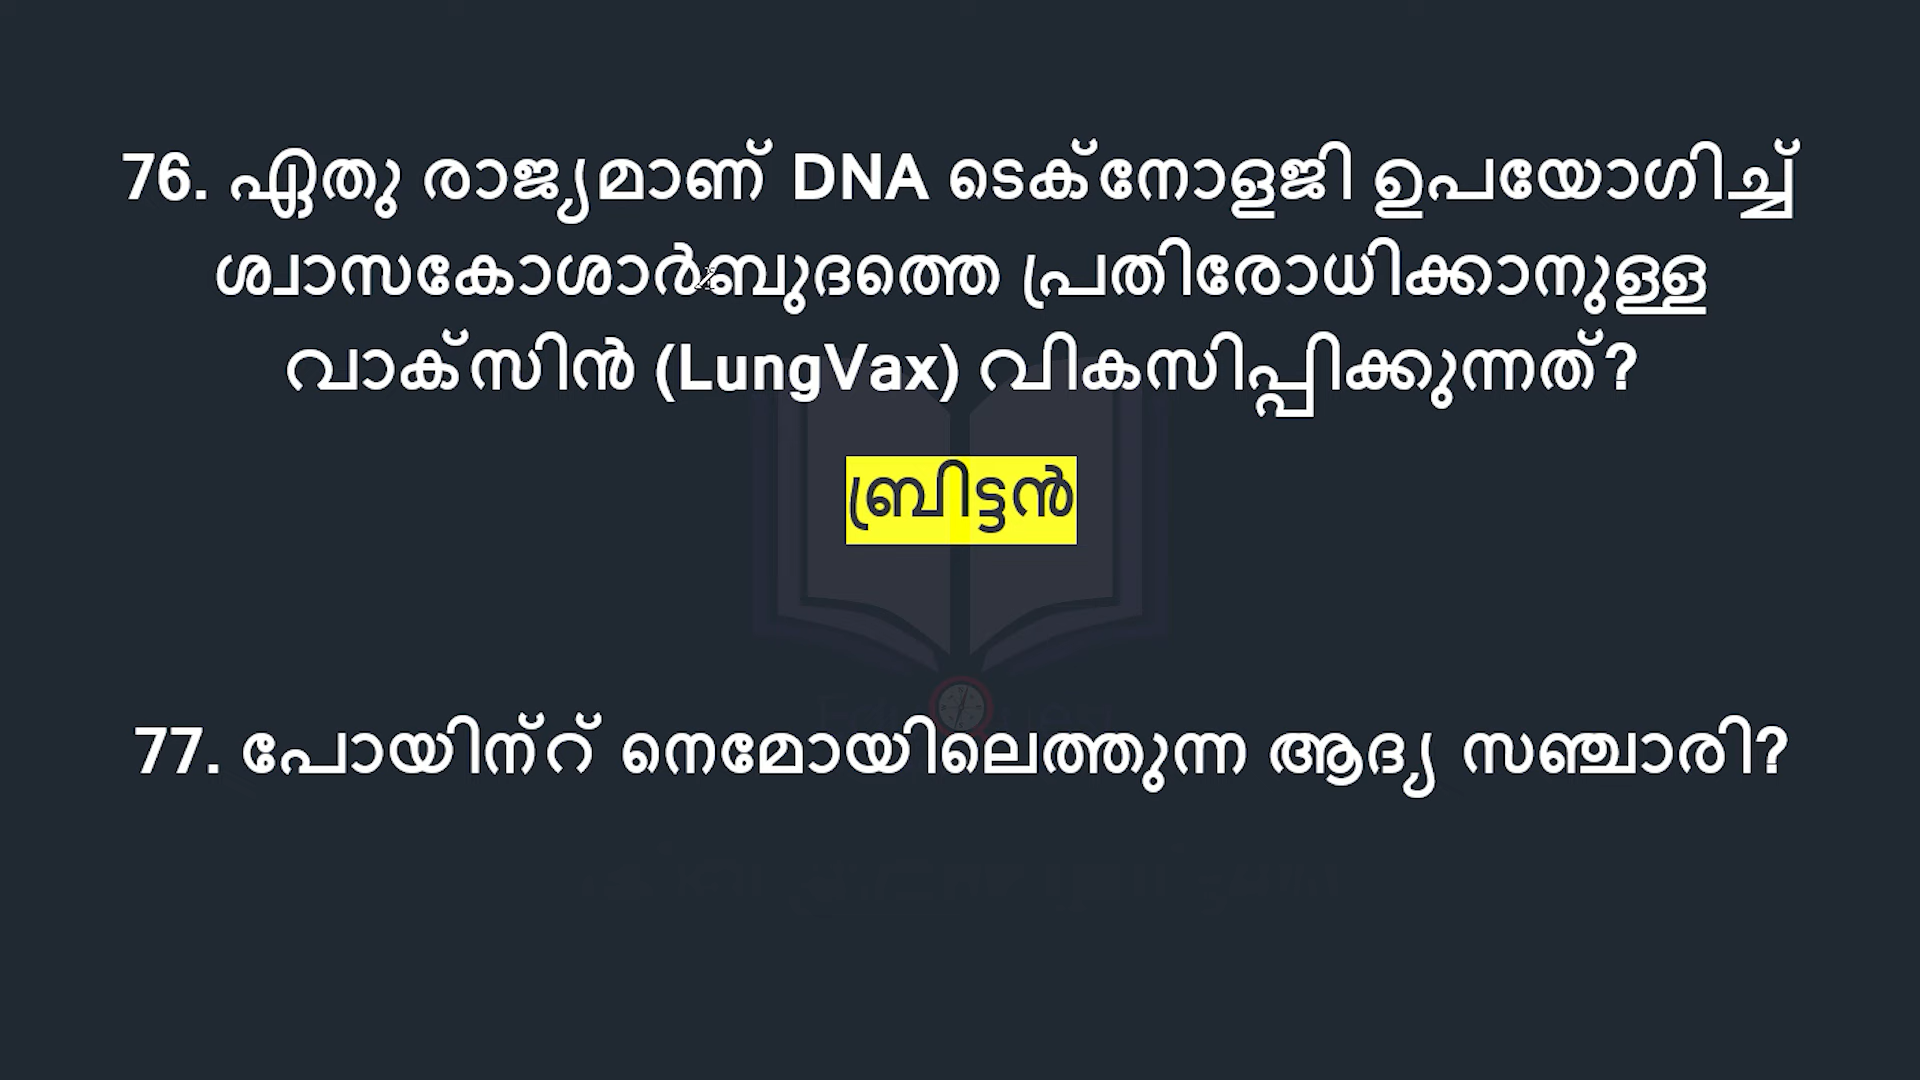 76. ഏതു രാജ്യമാണ് DNA ടെക്നോളജി ഉപയോഗിച്ച്
ശ്വാസകോശാർബുദത്തെ പ്രതിരോധിക്കാനുള്ള
വാക്സിൻ (LungVax) വികസിപ്പിക്കുന്നത്?
ബ്രിട്ടൻ
77. പോയിന്റ് നെമോയിലെത്തുന്ന ആദ്യ സഞ്ചാരി?